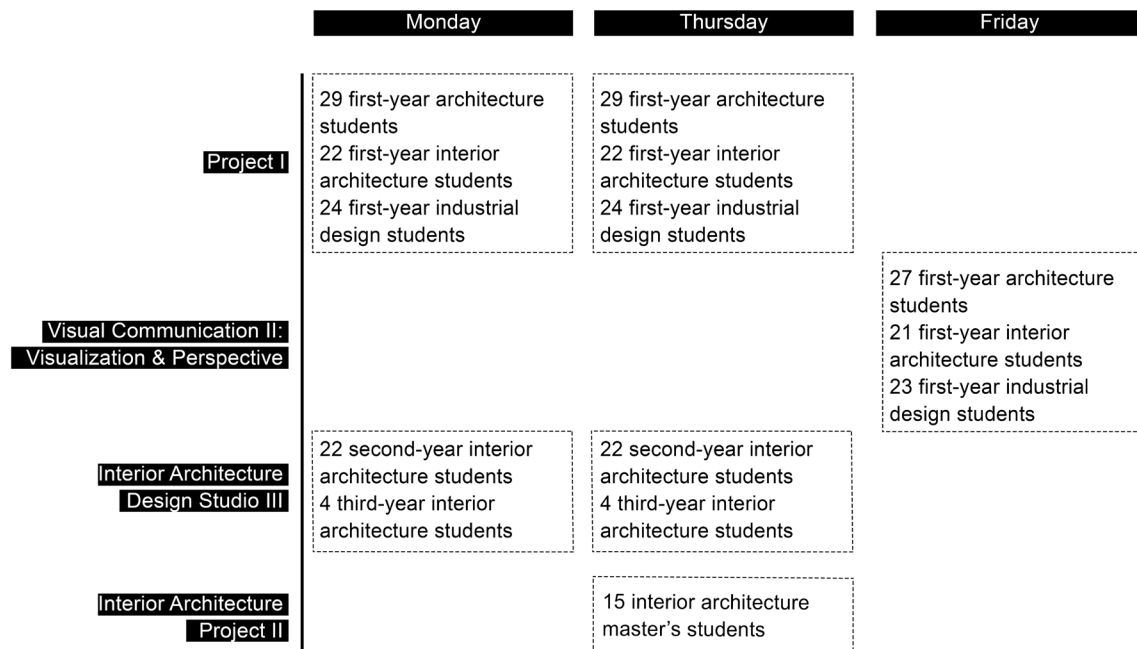 Monday
Thursday
Friday
Project I
29 first-year architecture
students
22 first-year interior
architecture students
24 first-year industrial
design students
29 first-year architecture
students
22 first-year interior
architecture students
24 first-year industrial
design students
Visual Communication II:
Visualization & Perspective
27 first-year architecture
students
21 first-year interior
architecture students
23 first-year industrial
design students
Interior Architecture
Design Studio III
22 second-year interior
architecture students
4 third-year interior
architecture students
22 second-year interior
architecture students
4 third-year interior
architecture students
Interior Architecture
Project II
15 interior architecture
master’s students